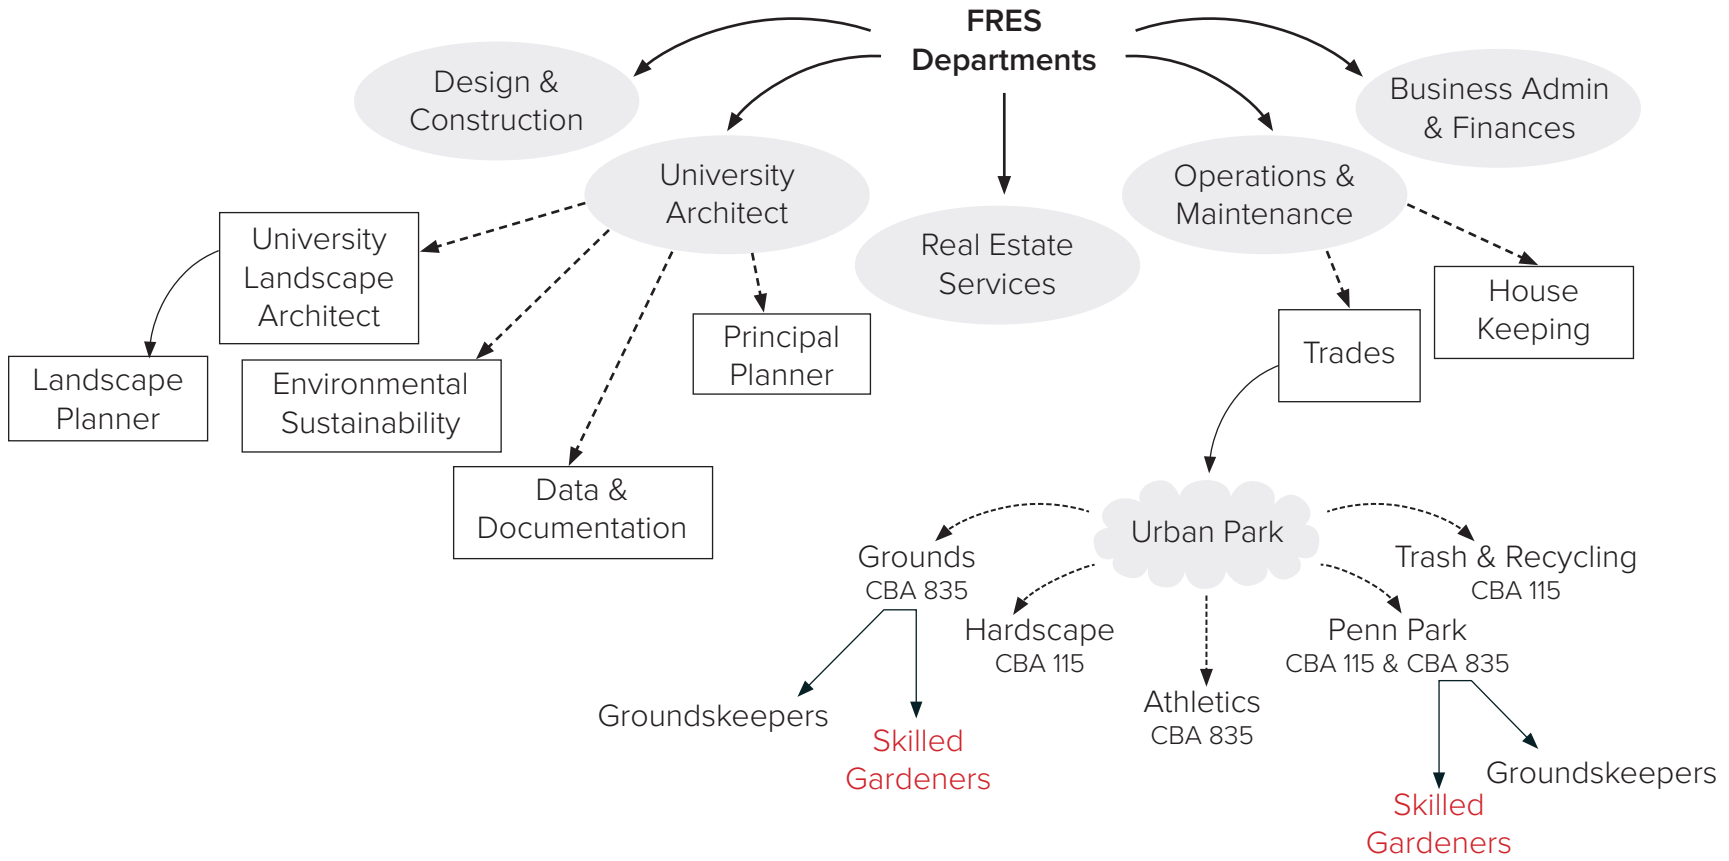 FRES
Departments
Design &
Construction
Business Admin
& Finances
University
Architect
Operations &
Maintenance
Real Estate
Services
University
Landscape
Architect
House
Keeping
Principal
Planner
Trades
Landscape
Planner
Environmental
Sustainability
Data &
Documentation
Urban Park
Grounds
CBA 835
Trash & Recycling
CBA 115
Hardscape
CBA 115
Penn Park
CBA 115 & CBA 835
Athletics
CBA 835
Groundskeepers
Skilled
Gardeners
Groundskeepers
Skilled
Gardeners